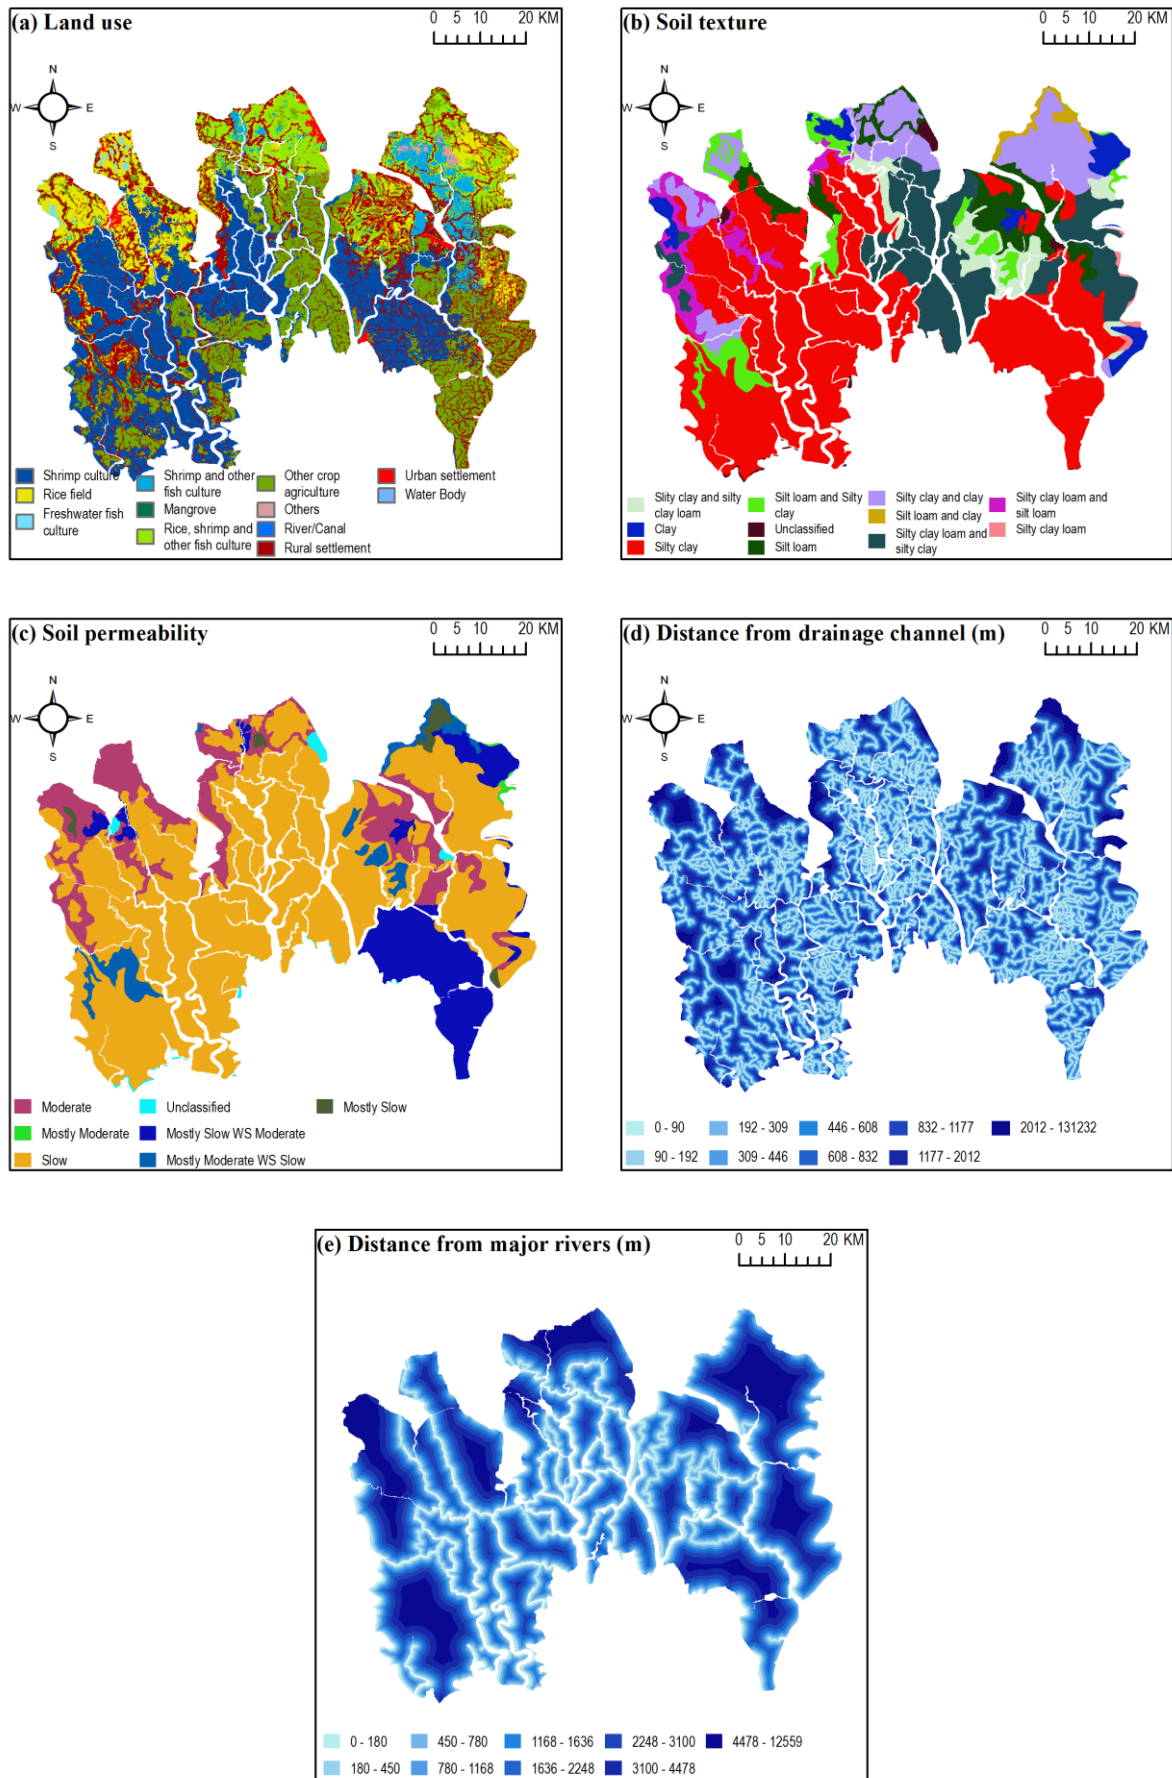 (a) Land use
0 5 10 20 KM
N
W E
S
Shrimp culture
Rice field
Freshwater fish
culture
Shrimp and other
fish culture
Mangrove
Rice, shrimp and
other fish culture
Other crop
agriculture
Others
River/Canal
Rural settlement
Urban settlement
Water Body
(b) Soil texture
0 5 10 20 KM
N
W E
S
Slity clay and silty
clay loam
Clay
Silty clay
Silt loam and Silty
clay
Unclassified
Silt loam
Silty clay and clay
Silt loam and clay
Silty clay loam and
silty clay
Silty clay loam and
silt loam
Silty clay loam
(c) Soil permeability
0 5 10 20 KM
N
W E
S
Moderate
Mostly Moderate
Slow
Unclassified
Mostly Slow WS Moderate
Mostly Moderate WS Slow
Mostly Slow
(d) Distance from drainage channel (m)
0 5 10 20 KM
N
W E
S
0 - 90
90 - 192
192 - 309
309 - 446
446 - 608
608 - 832
832 - 1177
1177 - 2012
2012 - 131232
(e) Distance from major rivers (m)
0 5 10 20 KM
0 - 180
180 - 450
450 - 780
780 - 1168
1168 - 1636
1636 - 2248
2248 - 3100
3100 - 4478
4478 - 12559